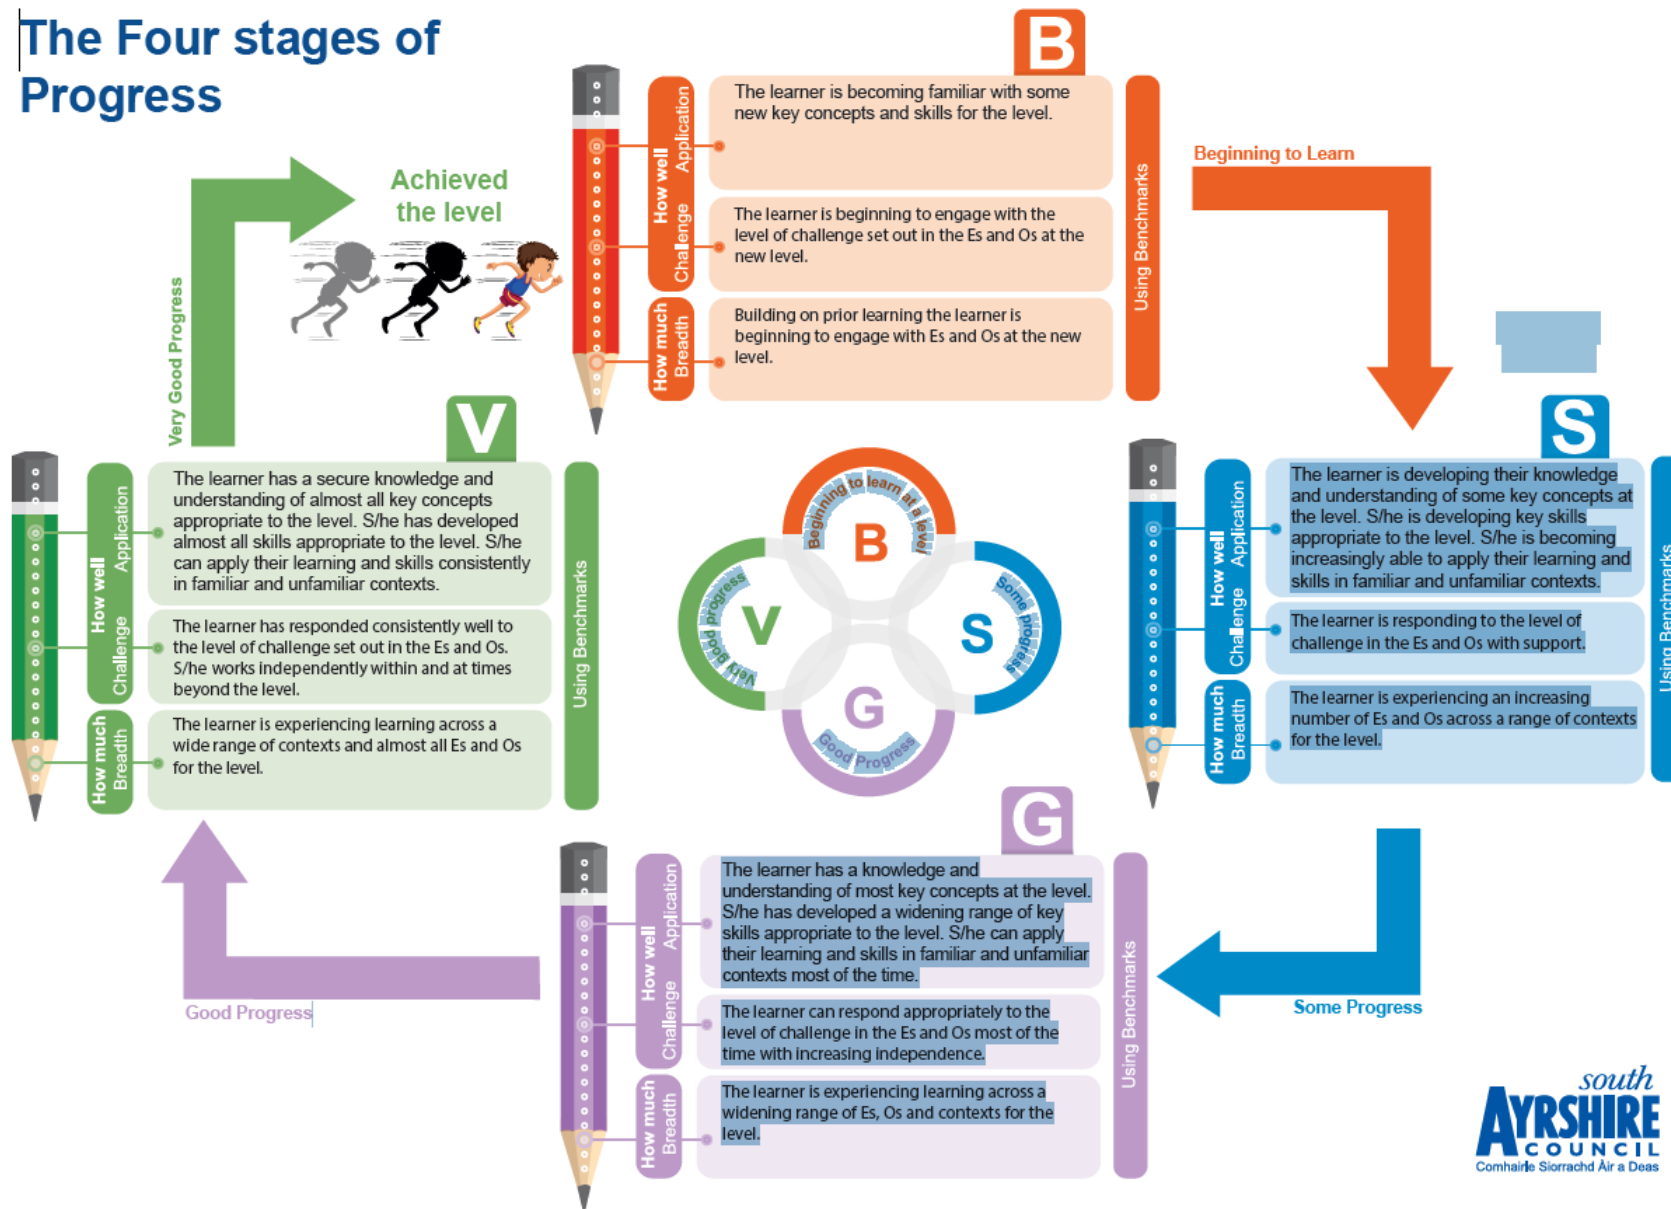 The Four stages of
Progress
B
How well
Application
Challenge
How much
Breadth
The learner is becoming familiar with some
new key concepts and skills for the level.
The learner is beginning to engage with the
level of challenge set out in the Es and Os at the
new level.
Building on prior learning the learner is
beginning to engage with Es and Os at the new
level.
Using Benchmarks
Beginning to Learn
Achieved
the level
Very Good Progress
V
How well
Application
Challenge
How much
Breadth
The learner has a secure knowledge and
understanding of almost all key concepts
appropriate to the level. S/he has developed
almost all skills appropriate to the level. S/he
can apply their learning and skills consistently
in familiar and unfamiliar contexts.
The learner has responded consistently well to
the level of challenge set out in the Es and Os.
S/he works independently within and at times
beyond the level.
The learner is experiencing learning across a
wide range of contexts and almost all Es and Os
for the level.
Using Benchmarks
Beginning to learn at a level
B
Very good progress
V
Some progress
S
G
Good Progress
S
How well
Application
Challenge
How much
Breadth
The learner is developing their knowledge
and understanding of some key concepts at
the level. S/he is developing key skills
appropriate to the level. S/he is becoming
increasingly able to apply their learning and
skills in familiar and unfamiliar contexts.
The learner is responding to the level of
challenge in the Es and Os with support.
The learner is experiencing an increasing
number of Es and Os across a range of contexts
for the level.
Using Benchmarks
G
How well
Application
Challenge
How much
Breadth
The learner has a knowledge and
understanding of most key concepts at the level.
S/he has developed a widening range of key
skills appropriate to the level. S/he can apply
their learning and skills in familiar and unfamiliar
contexts most of the time.
The learner can respond appropriately to the
level of challenge in the Es and Os most of the
time with increasing independence.
The learner is experiencing learning across a
widening range of Es, Os and contexts for the
level.
Using Benchmarks
Good Progress
Some Progress
south
AYRSHIRE
COUNCIL
Comhairle Siorrachd Àir a Deas